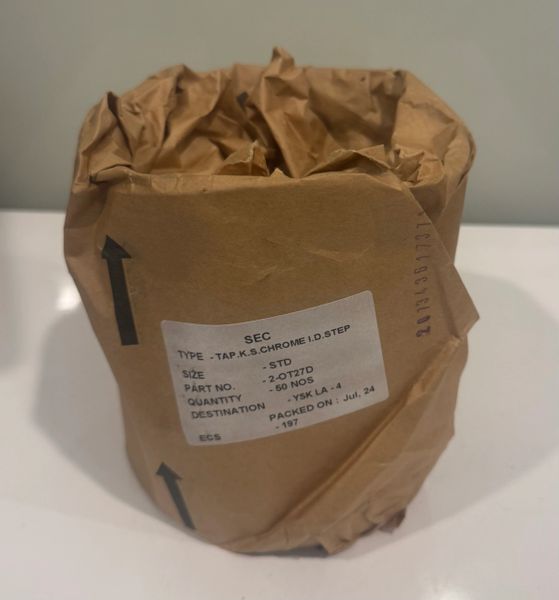 SEC
TYPE - TAP.K.S.CHROME I.D.STEP
SIZE - STD
PART NO. - 2-OT27D
QUANTITY - 50 NOS
DESTINATION - YSK LA - 4
PACKED ON : Jul, 24
ECS - 197